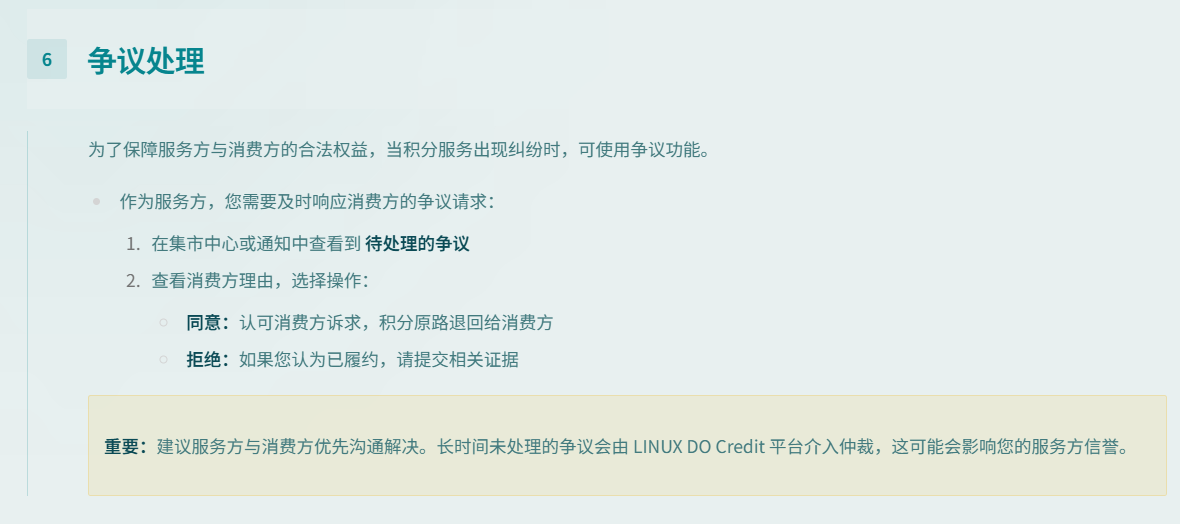 6 争议处理
为了保障服务方与消费方的合法权益，当积分服务出现纠纷时，可使用争议功能。
作为服务方，您需要及时响应消费方的争议请求：
1. 在集市中心或通知中查看到 待处理的争议
2. 查看消费方理由，选择操作：
同意：认可消费方诉求，积分原路退回给消费方
拒绝：如果您认为已履约，请提交相关证据
重要：建议服务方与消费方优先沟通解决。长时间未处理的争议会由 LINUX DO Credit 平台介入仲裁，这可能会影响您的服务方信誉。